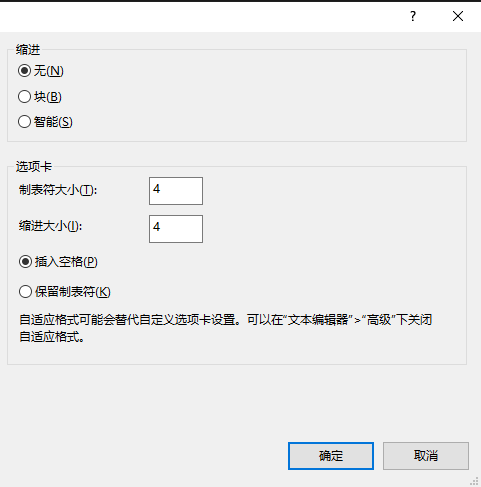 ?
缩进
无(N)
块(B)
智能(S)
选项卡
制表符大小(T): 4
缩进大小(I): 4
插入空格(P)
保留制表符(K)
自适应格式可能会替代自定义选项卡设置。可以在“文本编辑器”>“高级”下关闭
自适应格式。
确定 取消